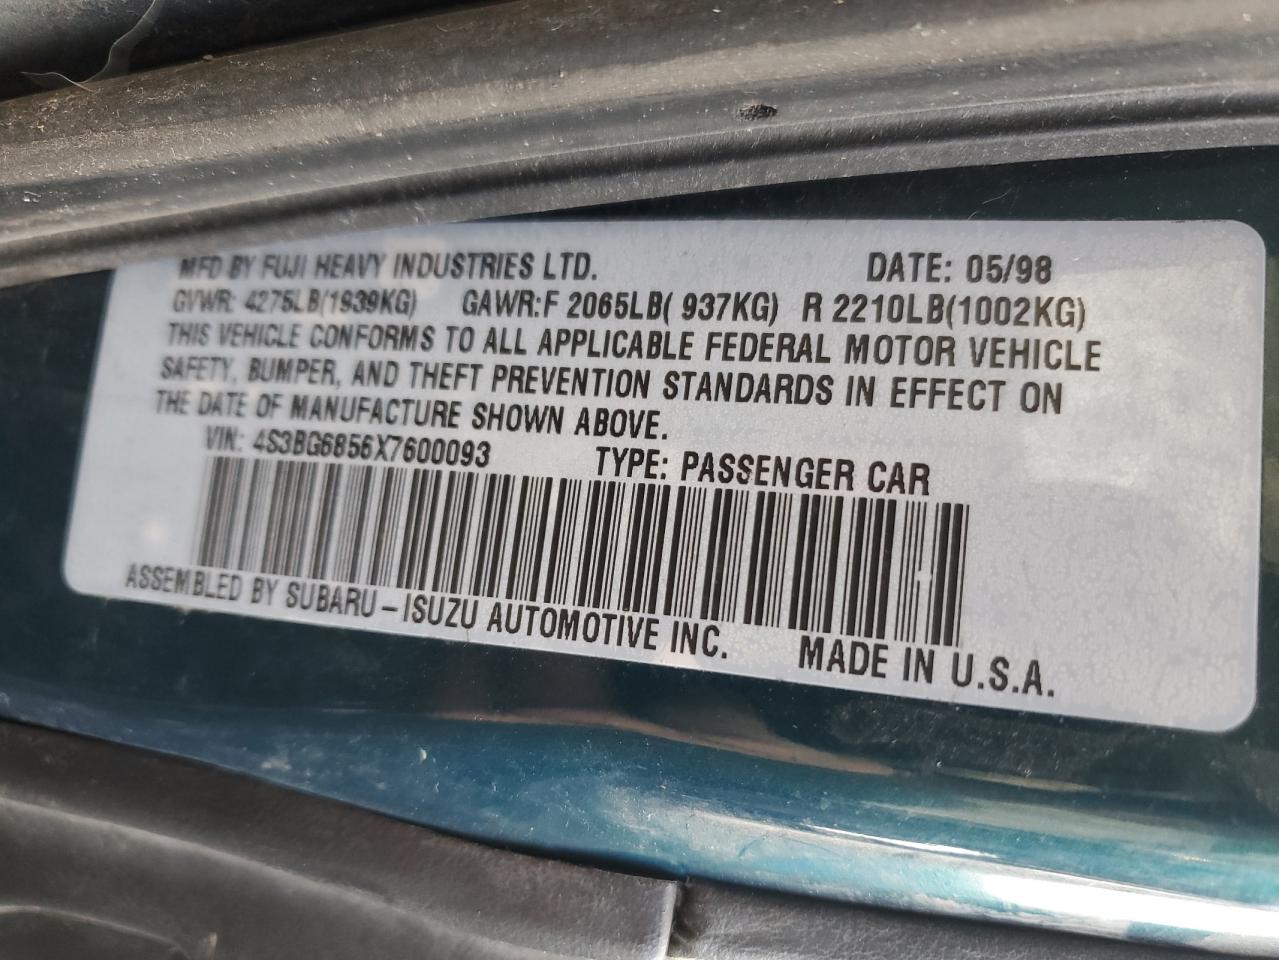 MFD BY FUJI HEAVY INDUSTRIES LTD. DATE: 05/98
GVWR: 4275LB(1939KG) GAWR:F 2065LB( 937KG) R 2210LB(1002KG)
THIS VEHICLE CONFORMS TO ALL APPLICABLE FEDERAL MOTOR VEHICLE
SAFETY, BUMPER, AND THEFT PREVENTION STANDARDS IN EFFECT ON
THE DATE OF MANUFACTURE SHOWN ABOVE.
VIN: 4S3BG6856X7600093 TYPE: PASSENGER CAR
ASSEMBLED BY SUBARU-ISUZU AUTOMOTIVE INC. MADE IN U.S.A.